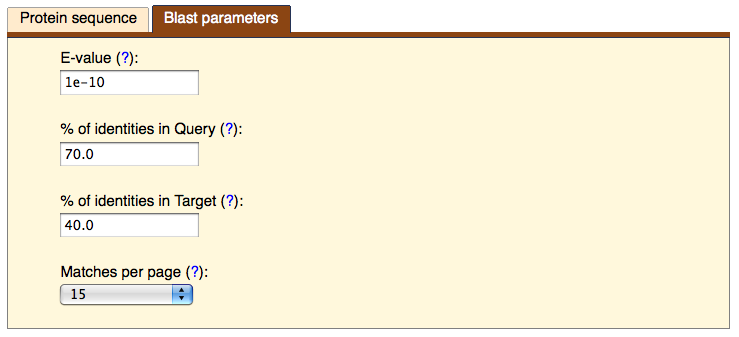 Protein sequence Blast parameters
E-value (?):
1e-10
% of identities in Query (?):
70.0
% of identities in Target (?):
40.0
Matches per page (?):
15